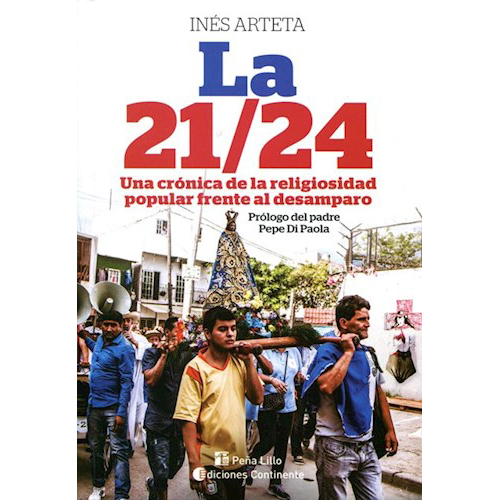 INÉS ARTETA
La
21/24
Una crónica de la religiosidad
popular frente al desamparo
Prólogo del padre
Pepe Di Paola
Peña Lillo
Ediciones Continente